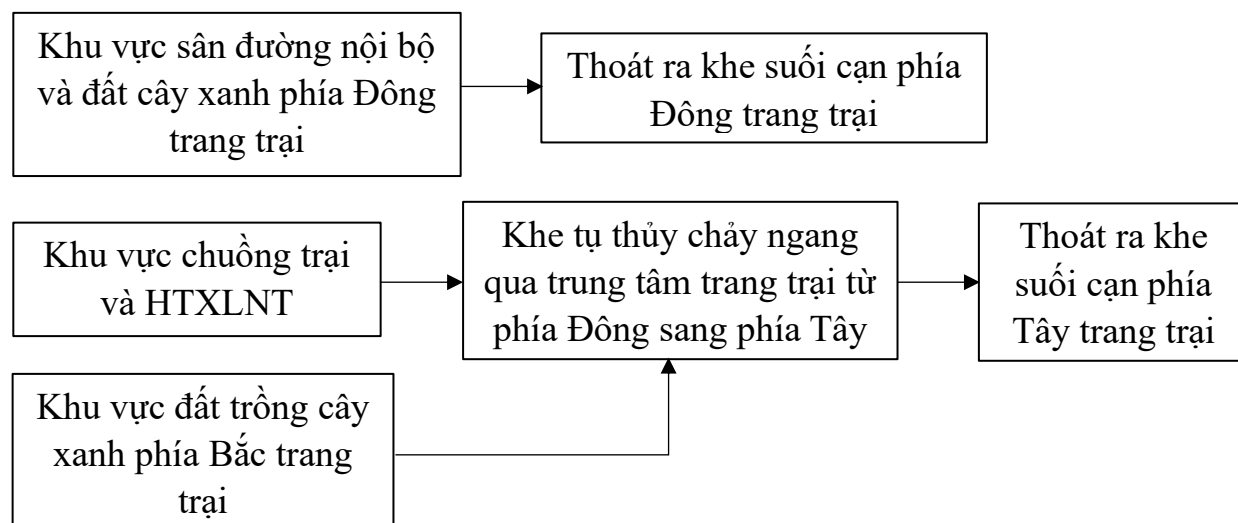 Khu vực sân đường nội bộ
và đất cây xanh phía Đông
trang trại
Thoát ra khe suối cạn phía
Đông trang trại
Khu vực chuồng trại
và HTXLNT
Khe tụ thủy chảy ngang
qua trung tâm trang trại từ
phía Đông sang phía Tây
Thoát ra khe
suối cạn phía
Tây trang trại
Khu vực đất trồng cây
xanh phía Bắc trang
trại